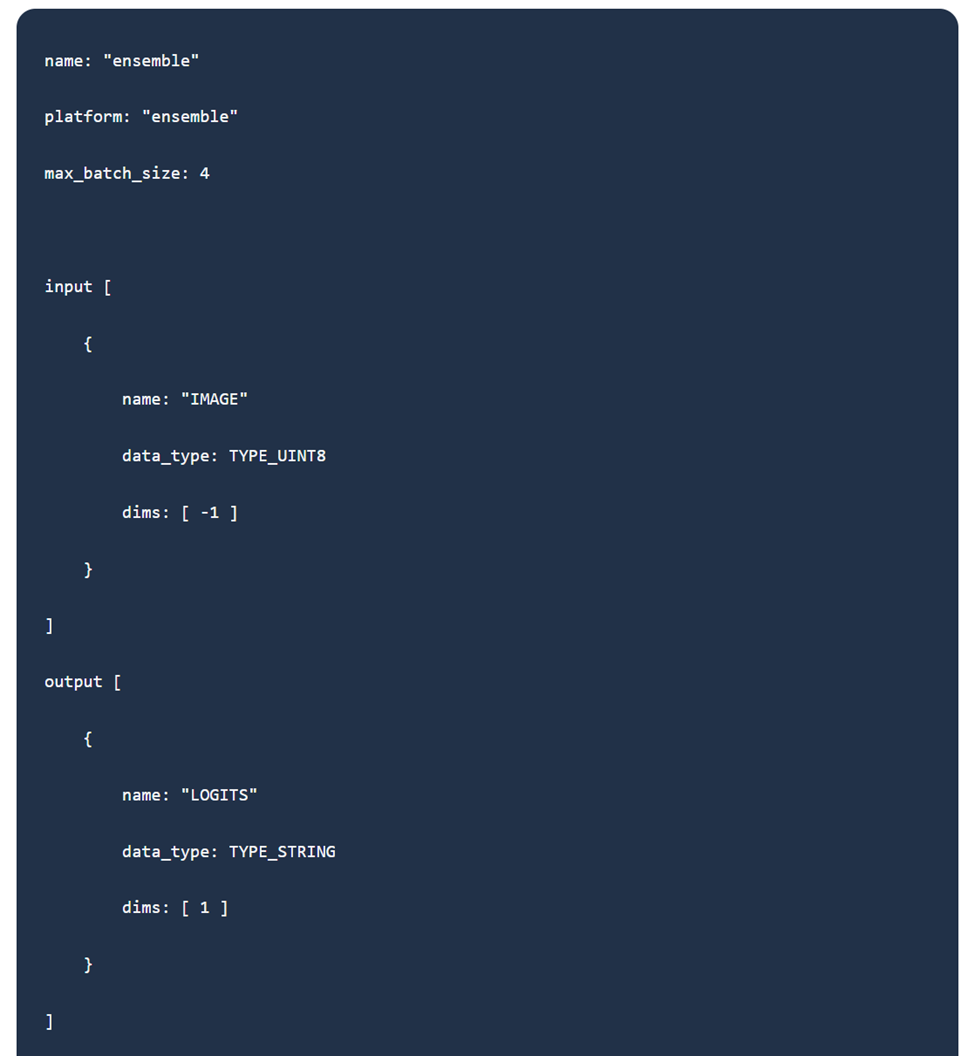 name: "ensemble"
platform: "ensemble"
max_batch_size: 4
input [
    {
        name: "IMAGE"
        data_type: TYPE_UINT8
        dims: [ -1 ]
    }
]
output [
    {
        name: "LOGITS"
        data_type: TYPE_STRING
        dims: [ 1 ]
    }
]